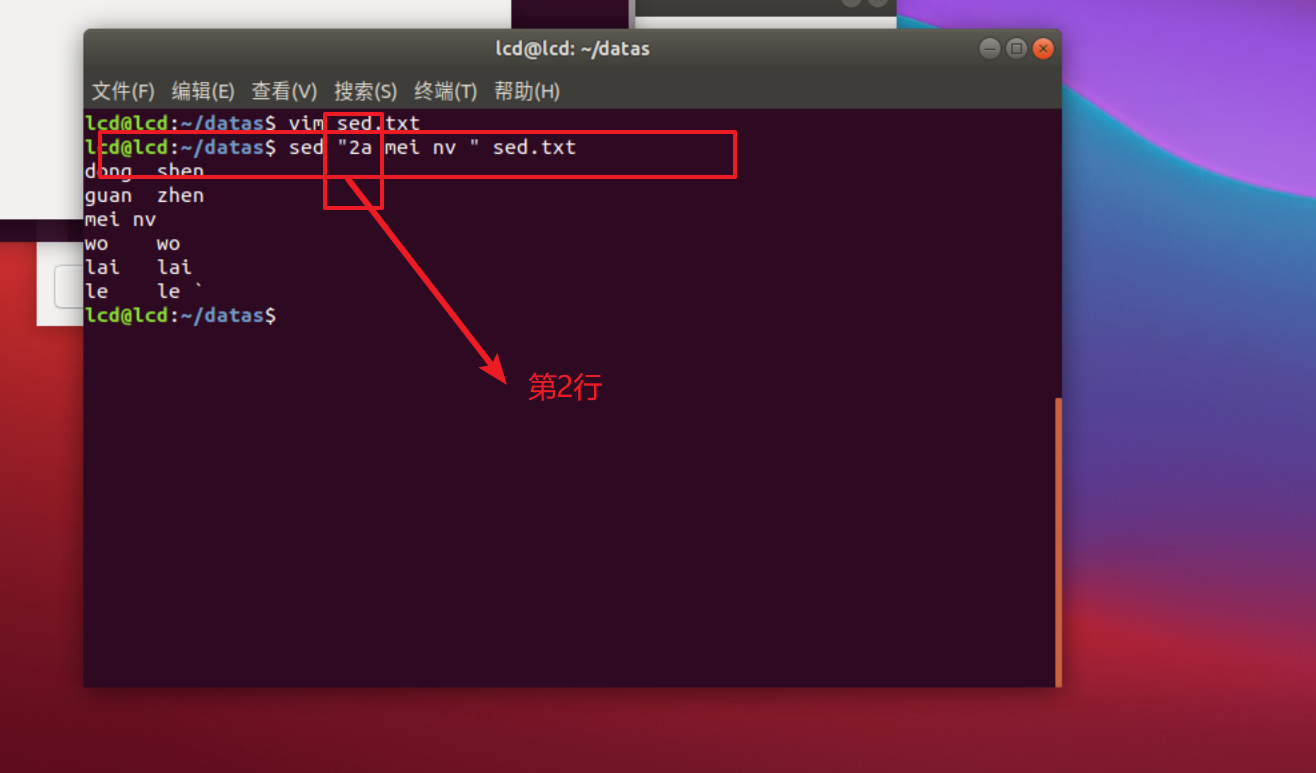 lcd@lcd: ~/datas
文件(F) 编辑(E) 查看(V) 搜索(S) 终端(T) 帮助(H)
lcd@lcd:~/datas$ vim sed.txt
lcd@lcd:~/datas$ sed "2a mei nv " sed.txt
dong  shen
guan  zhen
mei nv
wo    wo
lai   lai
le    le `
lcd@lcd:~/datas$
第2行